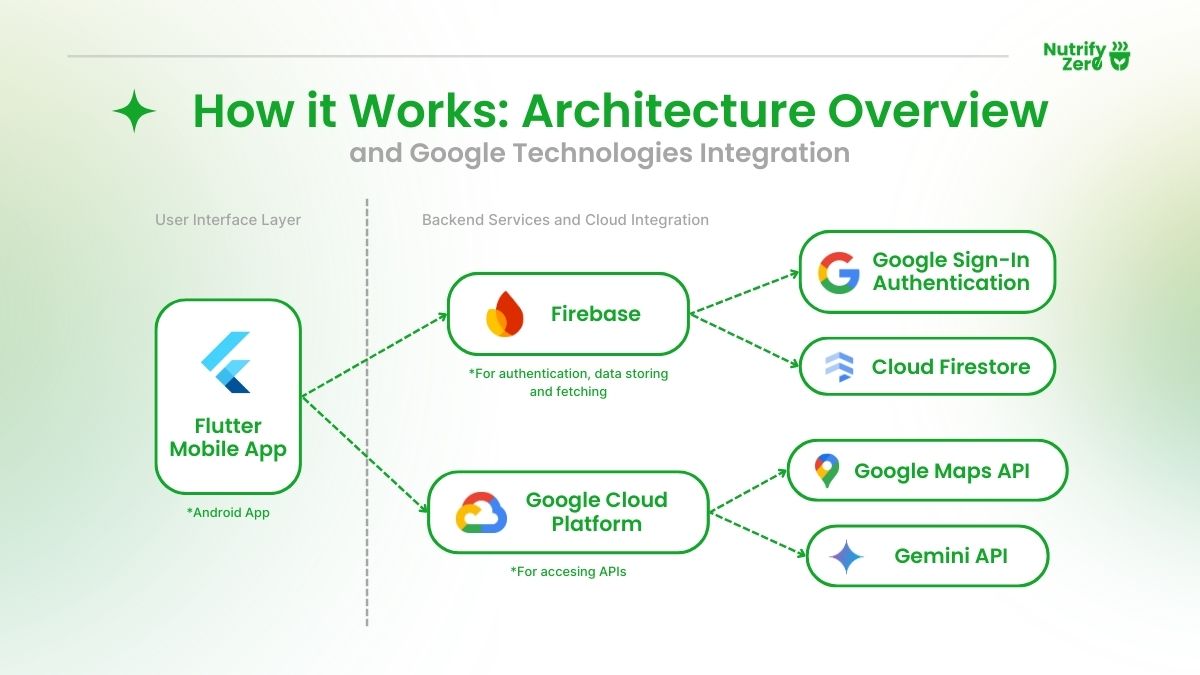 Nutrify
Zero
How it Works: Architecture Overview
and Google Technologies Integration
User Interface Layer
Backend Services and Cloud Integration
Flutter
Mobile App
*Android App
Firebase
*For authentication, data storing
and fetching
Google Cloud
Platform
*For accesing APIs
Google Sign-In
Authentication
Cloud Firestore
Google Maps API
Gemini API